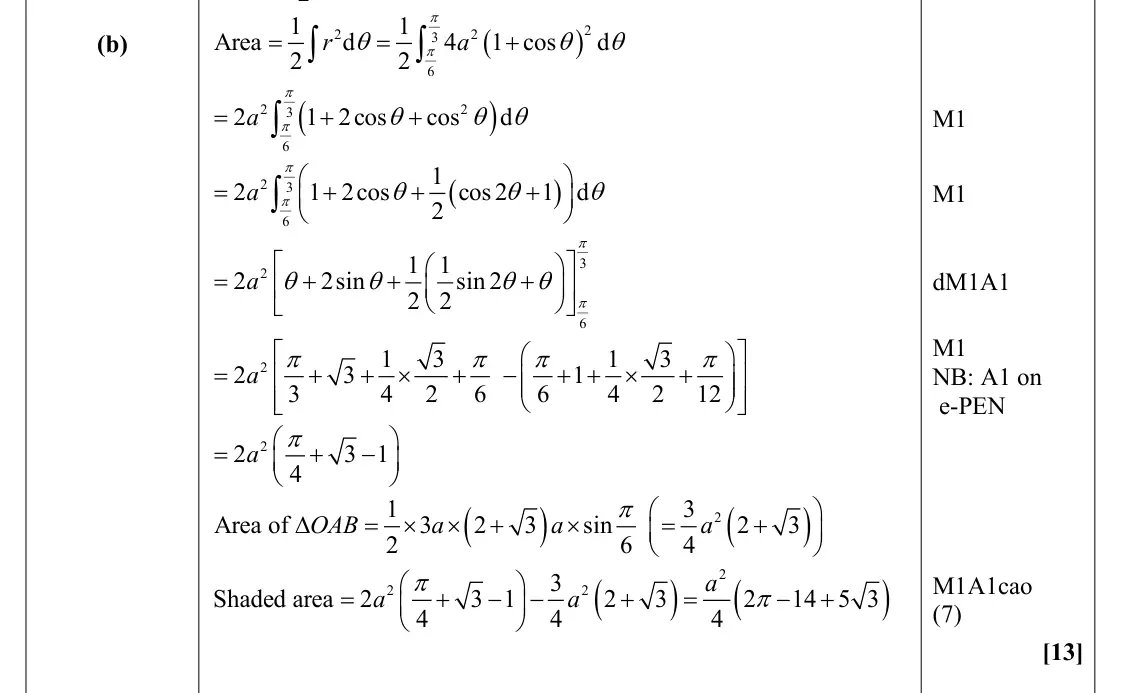 (b) Area = 1/2 ∫ r² dθ = 1/2 ∫_{π/6}^{π/3} 4a² (1 + cos θ)² dθ
= 2a² ∫_{π/6}^{π/3} (1 + 2 cos θ + cos² θ) dθ M1
= 2a² ∫_{π/6}^{π/3} (1 + 2 cos θ + 1/2 (cos 2θ + 1)) dθ M1
= 2a² [θ + 2 sin θ + 1/2 (1/2 sin 2θ + θ)]_{π/6}^{π/3} dM1A1
= 2a² [π/3 + √3 + 1/4 × √3/2 + π/6 − (π/6 + 1 + 1/4 × √3/2 + π/12)] M1
NB: A1 on
e-PEN
= 2a² (π/4 + √3 − 1)
Area of ΔOAB = 1/2 × 3a × (2 + √3) a × sin π/6 (= 3/4 a² (2 + √3))
Shaded area = 2a² (π/4 + √3 − 1) − 3/4 a² (2 + √3) = a²/4 (2π − 14 + 5√3) M1A1cao
(7)
[13]